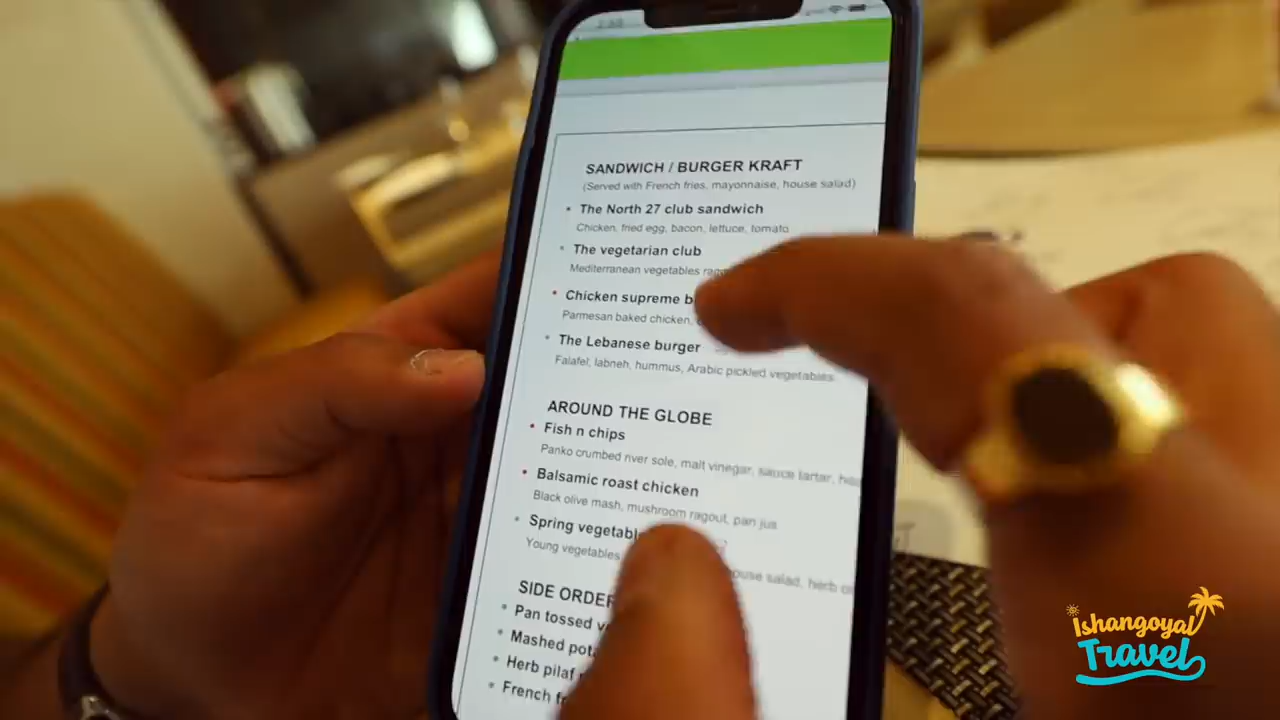 SANDWICH / BURGER KRAFT
(Served with French fries, mayonnaise, house salad)
The North 27 club sandwich
Chicken, fried egg, bacon, lettuce, tomato
The vegetarian club
Mediterranean vegetables
Chicken supreme
Parmesan baked chicken,
The Lebanese burger
Falafel, labneh, hummus, Arabic pickled vegetables
AROUND THE GLOBE
Fish n chips
Panko crumbed river sole, malt vinegar, sauce tartar,
Balsamic roast chicken
Black olive mash, mushroom ragout, pan jus
Spring
Young vegetables house salad, herb
SIDE
Pan tossed
Mashed
Herb pilaf
French
Ishangoyal
Travel